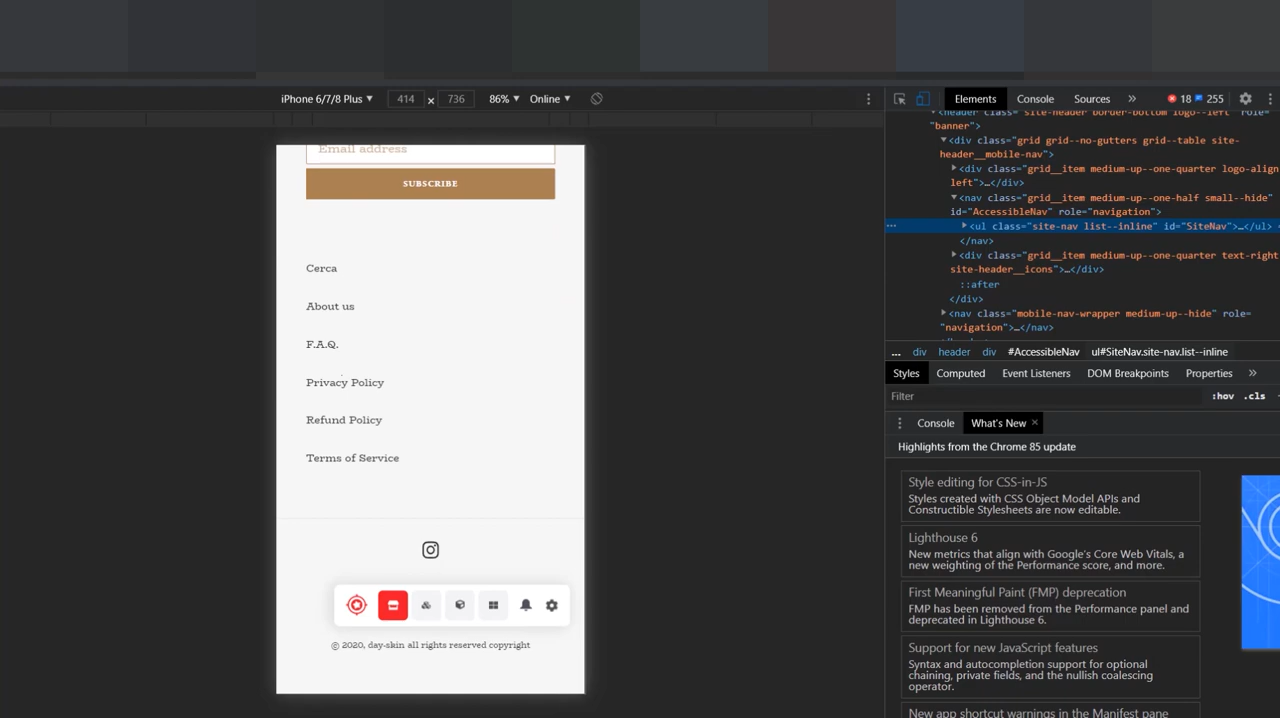 iPhone 6/7/8 Plus ▼ 414 × 736 86% ▼ Online ▼
Elements Console Sources » 18 255
Email address
SUBSCRIBE
Cerca
About us
F.A.Q.
Privacy Policy
Refund Policy
Terms of Service
© 2020, day-skin all rights reserved copyright
<header class="site-header border-bottom logo--left" role=
"banner">
<div class="grid grid--no-gutters grid--table site-
header__mobile-nav">
<div class="grid__item medium-up--one-quarter logo-align
left">…</div>
<nav class="grid__item medium-up--one-half small--hide"
id="AccessibleNav" role="navigation">
… <ul class="site-nav list--inline" id="SiteNav">…</ul>
</nav>
<div class="grid__item medium-up--one-quarter text-right
site-header__icons">…</div>
::after
</div>
<nav class="mobile-nav-wrapper medium-up--hide" role=
"navigation">…</nav>
... div header div #AccessibleNav ul#SiteNav.site-nav.list--inline
Styles Computed Event Listeners DOM Breakpoints Properties »
Filter :hov .cls
Console What's New ×
Highlights from the Chrome 85 update
Style editing for CSS-in-JS
Styles created with CSS Object Model APIs and
Constructible Stylesheets are now editable.
Lighthouse 6
New metrics that align with Google's Core Web Vitals, a
new weighting of the Performance score, and more.
First Meaningful Paint (FMP) deprecation
FMP has been removed from the Performance panel and
deprecated in Lighthouse 6.
Support for new JavaScript features
Syntax and autocompletion support for optional
chaining, private fields, and the nullish coalescing
operator.
New app shortcut warnings in the Manifest pane